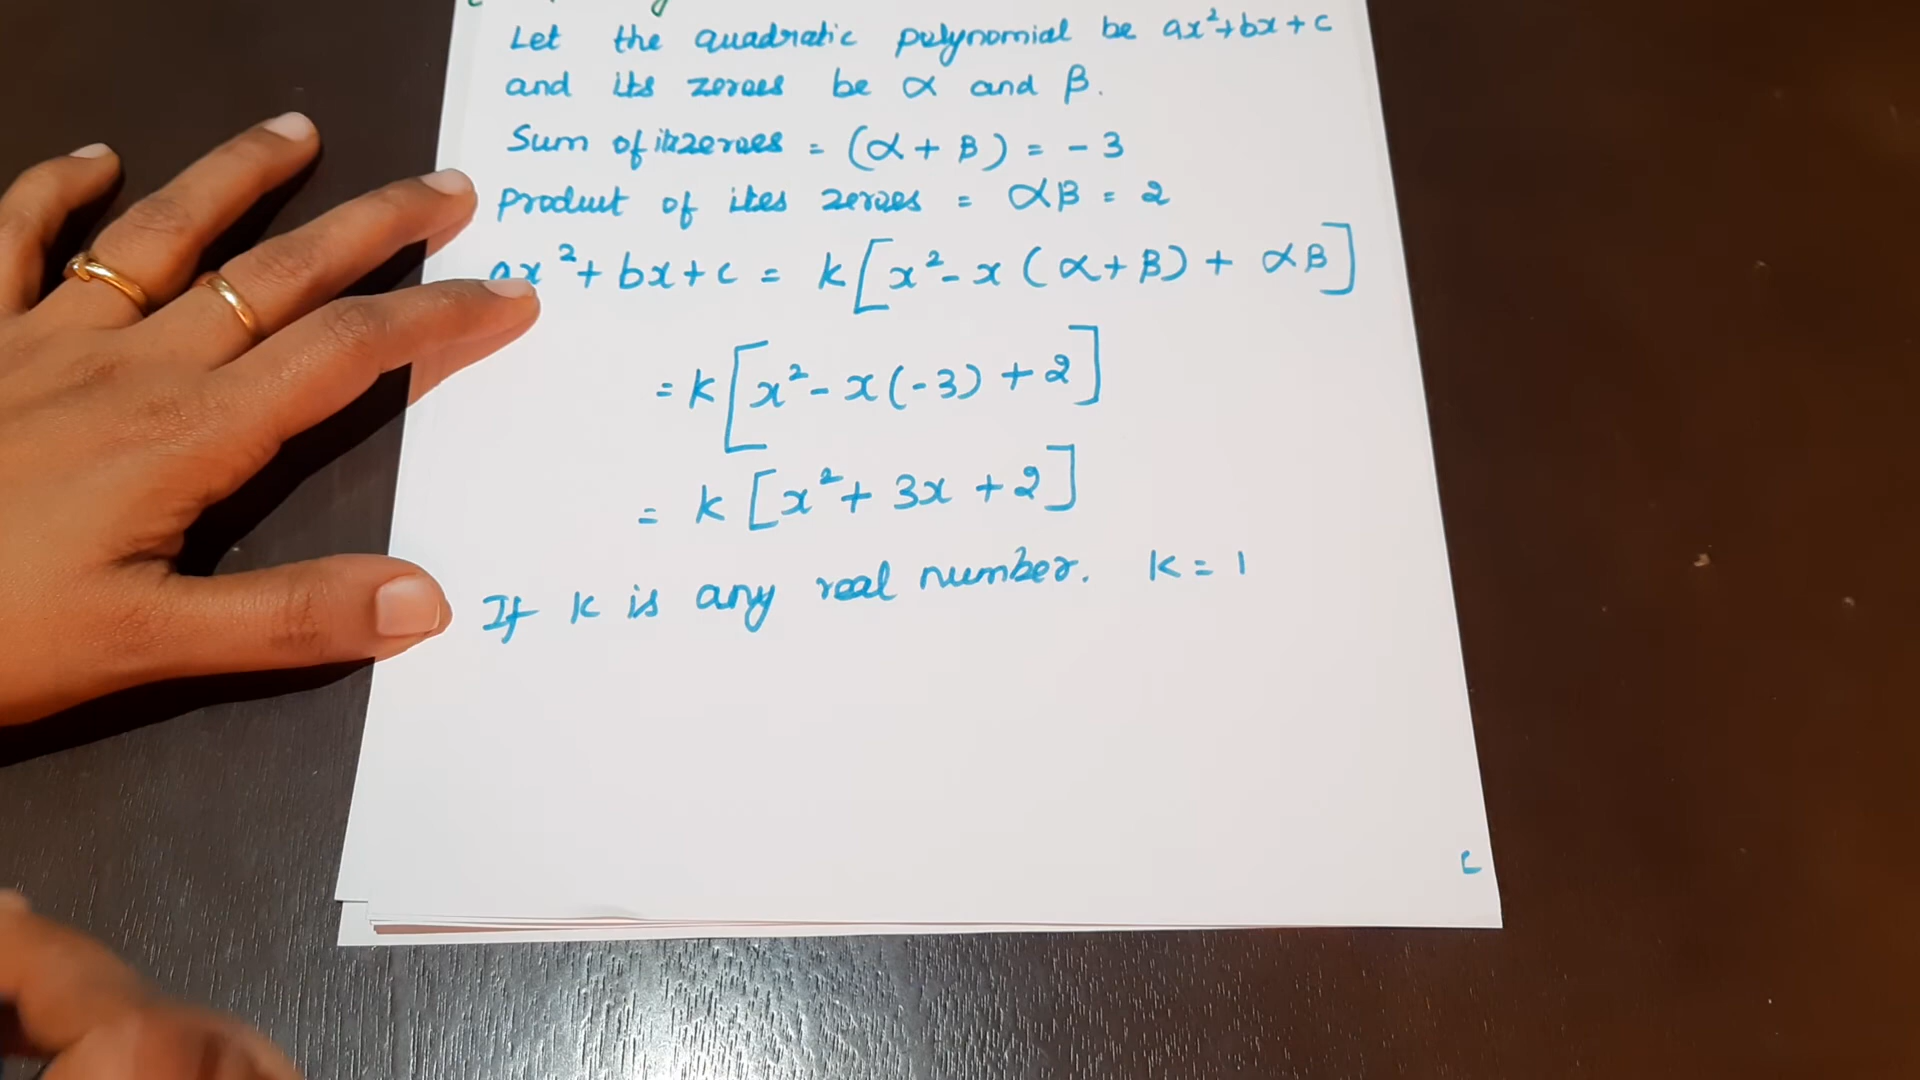 Let the quadratic polynomial be ax²+bx+c
and its zeroes be α and β.
Sum of its zeroes = (α+β) = -3
Product of its zeroes = αβ = 2
ax²+bx+c = k[x²-x(α+β)+αβ]
= k[x²-x(-3)+2]
= k[x²+3x+2]
If k is any real number. k=1